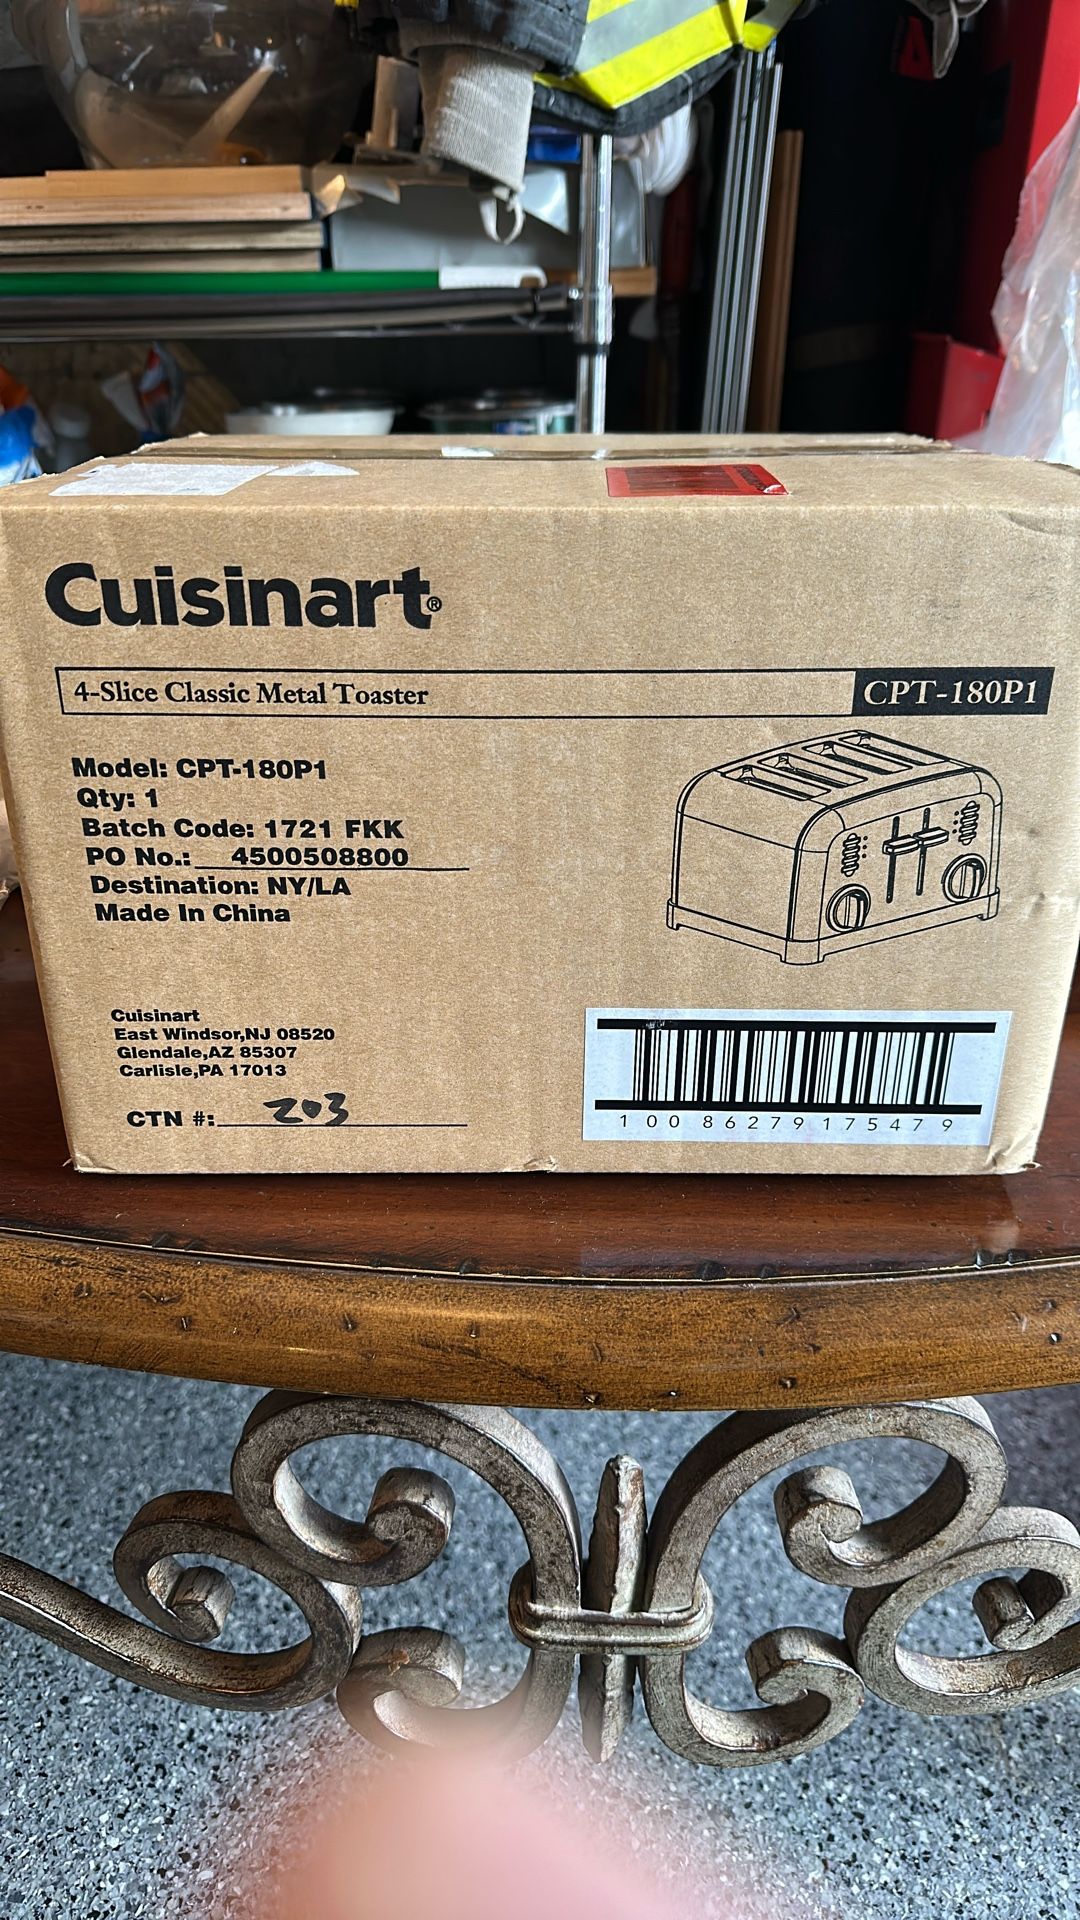 Cuisinart®
4-Slice Classic Metal Toaster CPT-180P1
Model: CPT-180P1
Qty: 1
Batch Code: 1721 FKK
PO No.: 4500508800
Destination: NY/LA
Made In China
Cuisinart
East Windsor,NJ 08520
Glendale,AZ 85307
Carlisle,PA 17013
CTN #: 203
1 00 86279 17547 9